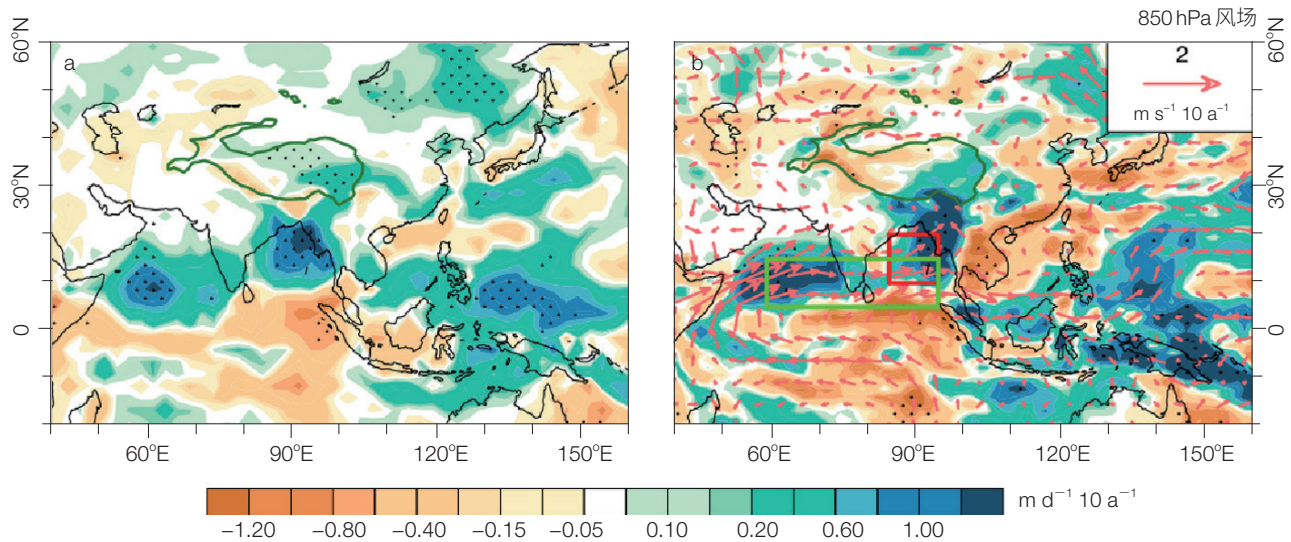 850 hPa 风场
60°N
30°N
0
a
60°E
90°E
120°E
150°E
b
2
m s⁻¹ 10 a⁻¹
60°N
30°N
0
60°E
90°E
120°E
150°E
−1.20
−0.80
−0.40
−0.15
−0.05
0.10
0.20
0.60
1.00
m d⁻¹ 10 a⁻¹